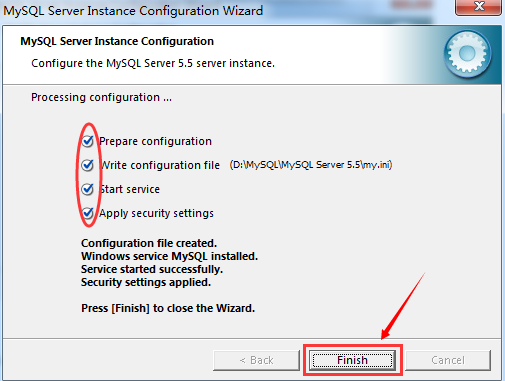 MySQL Server Instance Configuration Wizard
MySQL Server Instance Configuration
Configure the MySQL Server 5.5 server instance.
Processing configuration ...
Prepare configuration
Write configuration file (D:\MySQL\MySQL Server 5.5\my.ini)
Start service
Apply security settings
Configuration file created.
Windows service MySQL installed.
Service started successfully.
Security settings applied.
Press [Finish] to close the Wizard.
< Back Finish Cancel